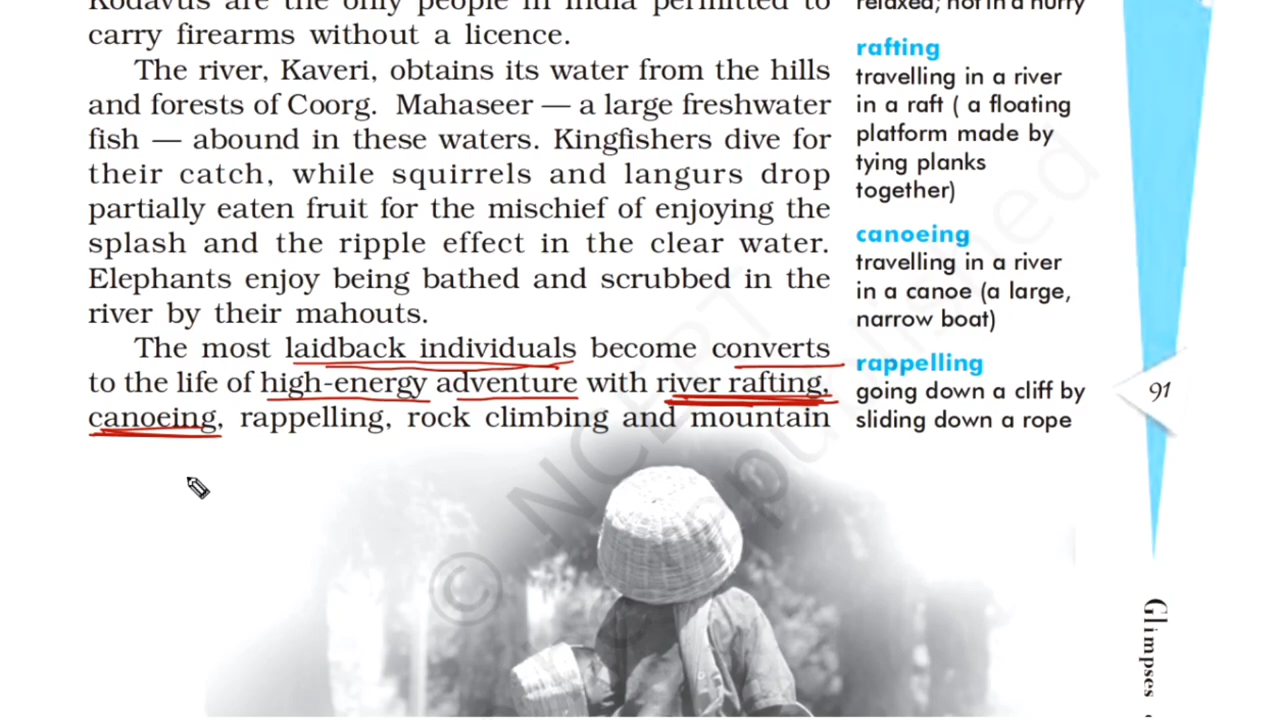 Kodavus are the only people in India permitted to
carry firearms without a licence.
The river, Kaveri, obtains its water from the hills
and forests of Coorg. Mahaseer — a large freshwater
fish — abound in these waters. Kingfishers dive for
their catch, while squirrels and langurs drop
partially eaten fruit for the mischief of enjoying the
splash and the ripple effect in the clear water.
Elephants enjoy being bathed and scrubbed in the
river by their mahouts.
The most laidback individuals become converts
to the life of high-energy adventure with river rafting,
canoeing, rappelling, rock climbing and mountain
relaxed; not in a hurry
rafting
travelling in a river
in a raft ( a floating
platform made by
tying planks
together)
canoeing
travelling in a river
in a canoe (a large,
narrow boat)
rappelling
going down a cliff by
sliding down a rope
91
Glimpses
© NCERT